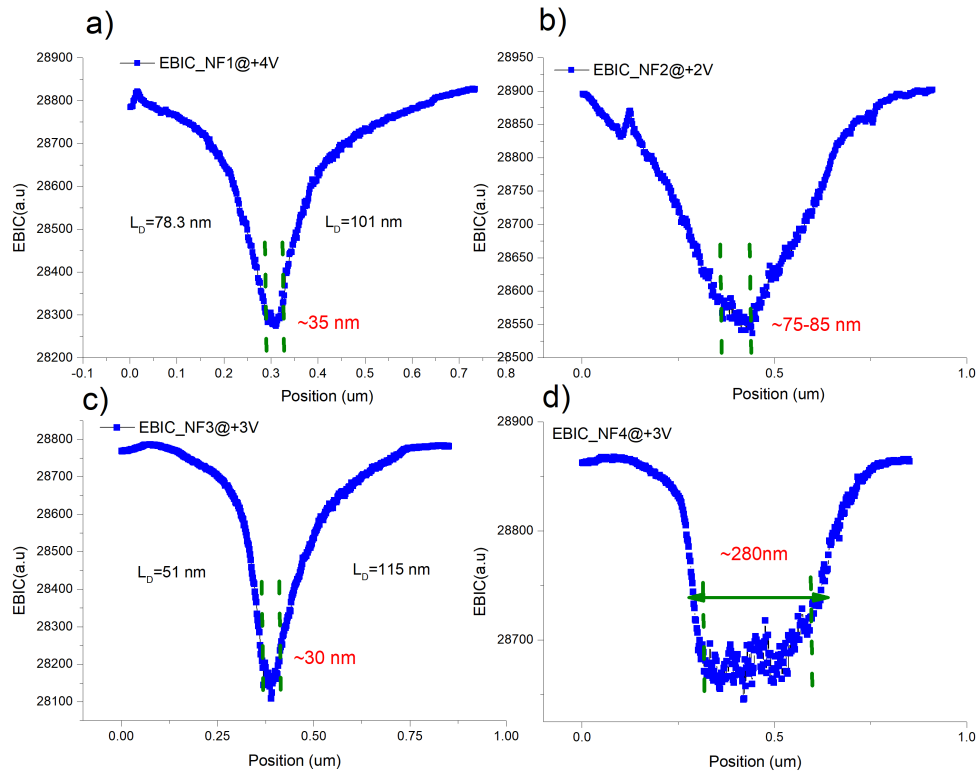 a)
EBIC_NF1@+4V
28900
28800
28700
28600
28500
28400
28300
28200
EBIC(a.u)
L_D=78.3 nm
L_D=101 nm
~35 nm
-0.1 0.0 0.1 0.2 0.3 0.4 0.5 0.6 0.7 0.8
Position (um)
b)
EBIC_NF2@+2V
28950
28900
28850
28800
28750
28700
28650
28600
28550
28500
EBIC(a.u)
~75-85 nm
0.0 0.5 1.0
Position (um)
c)
EBIC_NF3@+3V
28800
28700
28600
28500
28400
28300
28200
28100
EBIC(a.u)
L_D=51 nm
L_D=115 nm
~30 nm
0.00 0.25 0.50 0.75 1.00
Position (um)
d)
EBIC_NF4@+3V
28900
28800
28700
EBIC(a.u)
~280nm
0.0 0.5 1.0
Position (um)